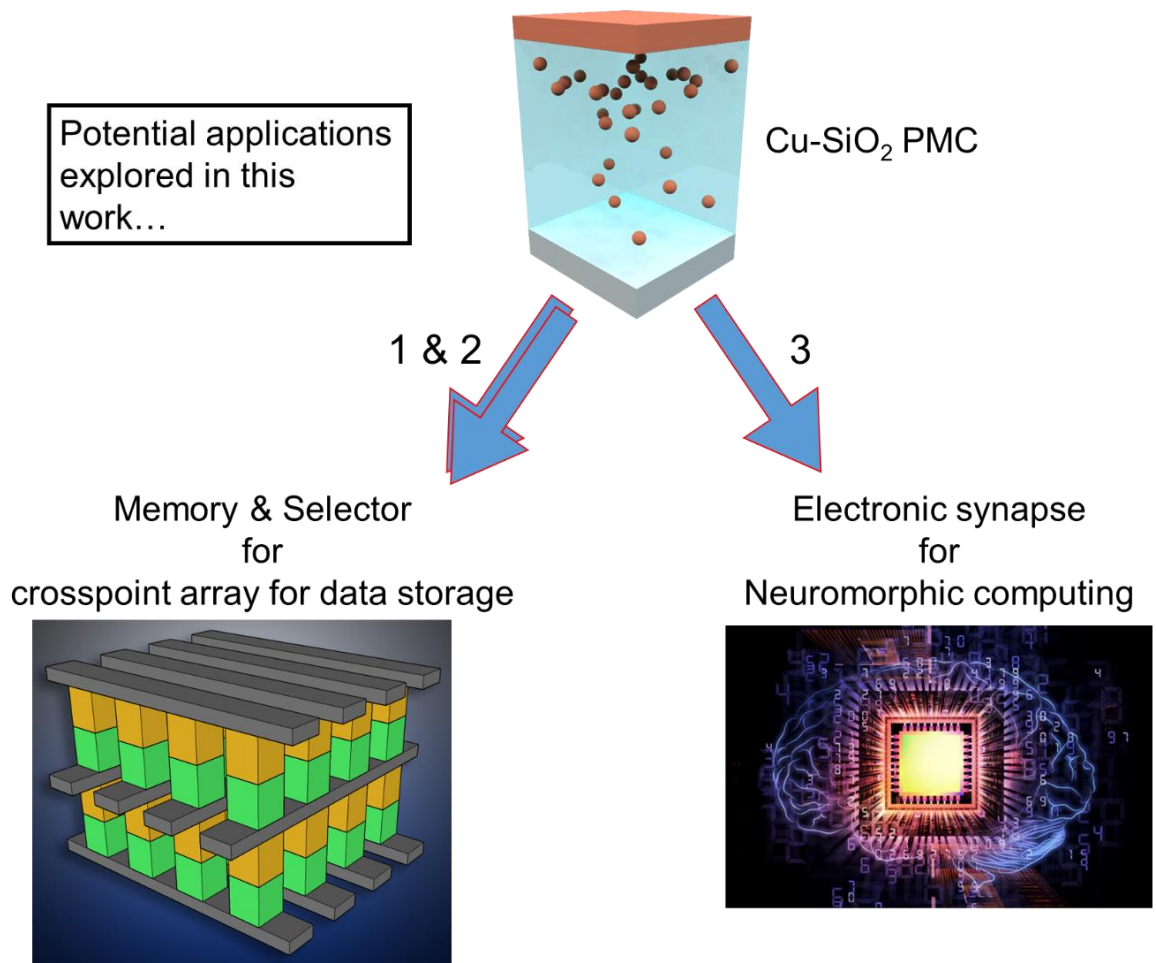 Potential applications
explored in this
work…
Cu-SiO₂ PMC
1 & 2
3
Memory & Selector
for
crosspoint array for data storage
Electronic synapse
for
Neuromorphic computing